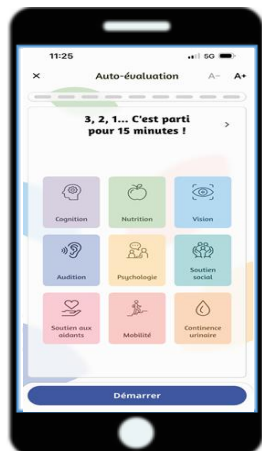 11:25
5G
× Auto-évaluation A- A+
3, 2, 1... C'est parti
pour 15 minutes !
Cognition
Nutrition
Vision
Audition
Psychologie
Soutien
social
Soutien aux
aidants
Mobilité
Continence
urinaire
Démarrer